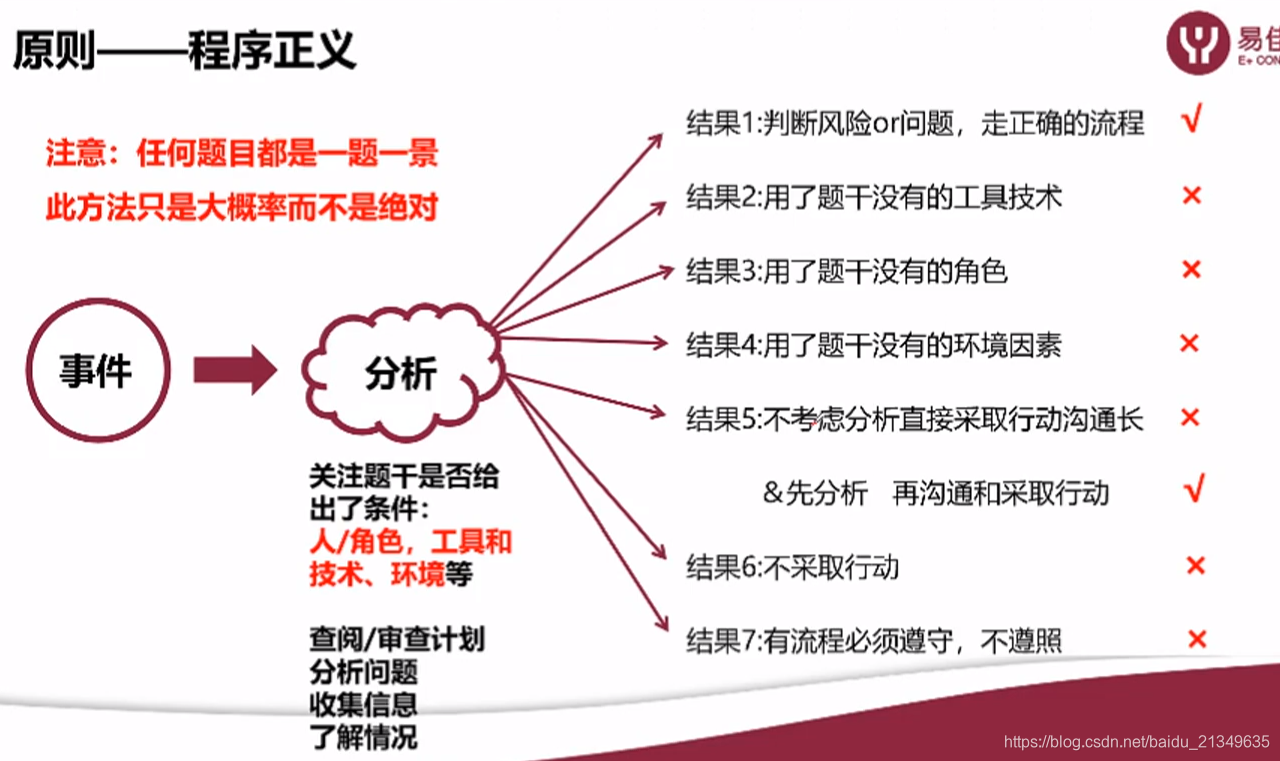 原则——程序正义
易佳
E+ CON
注意：任何题目都是一题一景
此方法只是大概率而不是绝对
事件
分析
关注题干是否给
出了条件：
人/角色，工具和
技术、环境等
查阅/审查计划
分析问题
收集信息
了解情况
结果1:判断风险or问题，走正确的流程 √
结果2:用了题干没有的工具技术 ×
结果3:用了题干没有的角色 ×
结果4:用了题干没有的环境因素 ×
结果5:不考虑分析直接采取行动沟通长 ×
&先分析 再沟通和采取行动 √
结果6:不采取行动 ×
结果7:有流程必须遵守，不遵照 ×
https://blog.csdn.net/baidu_21349635